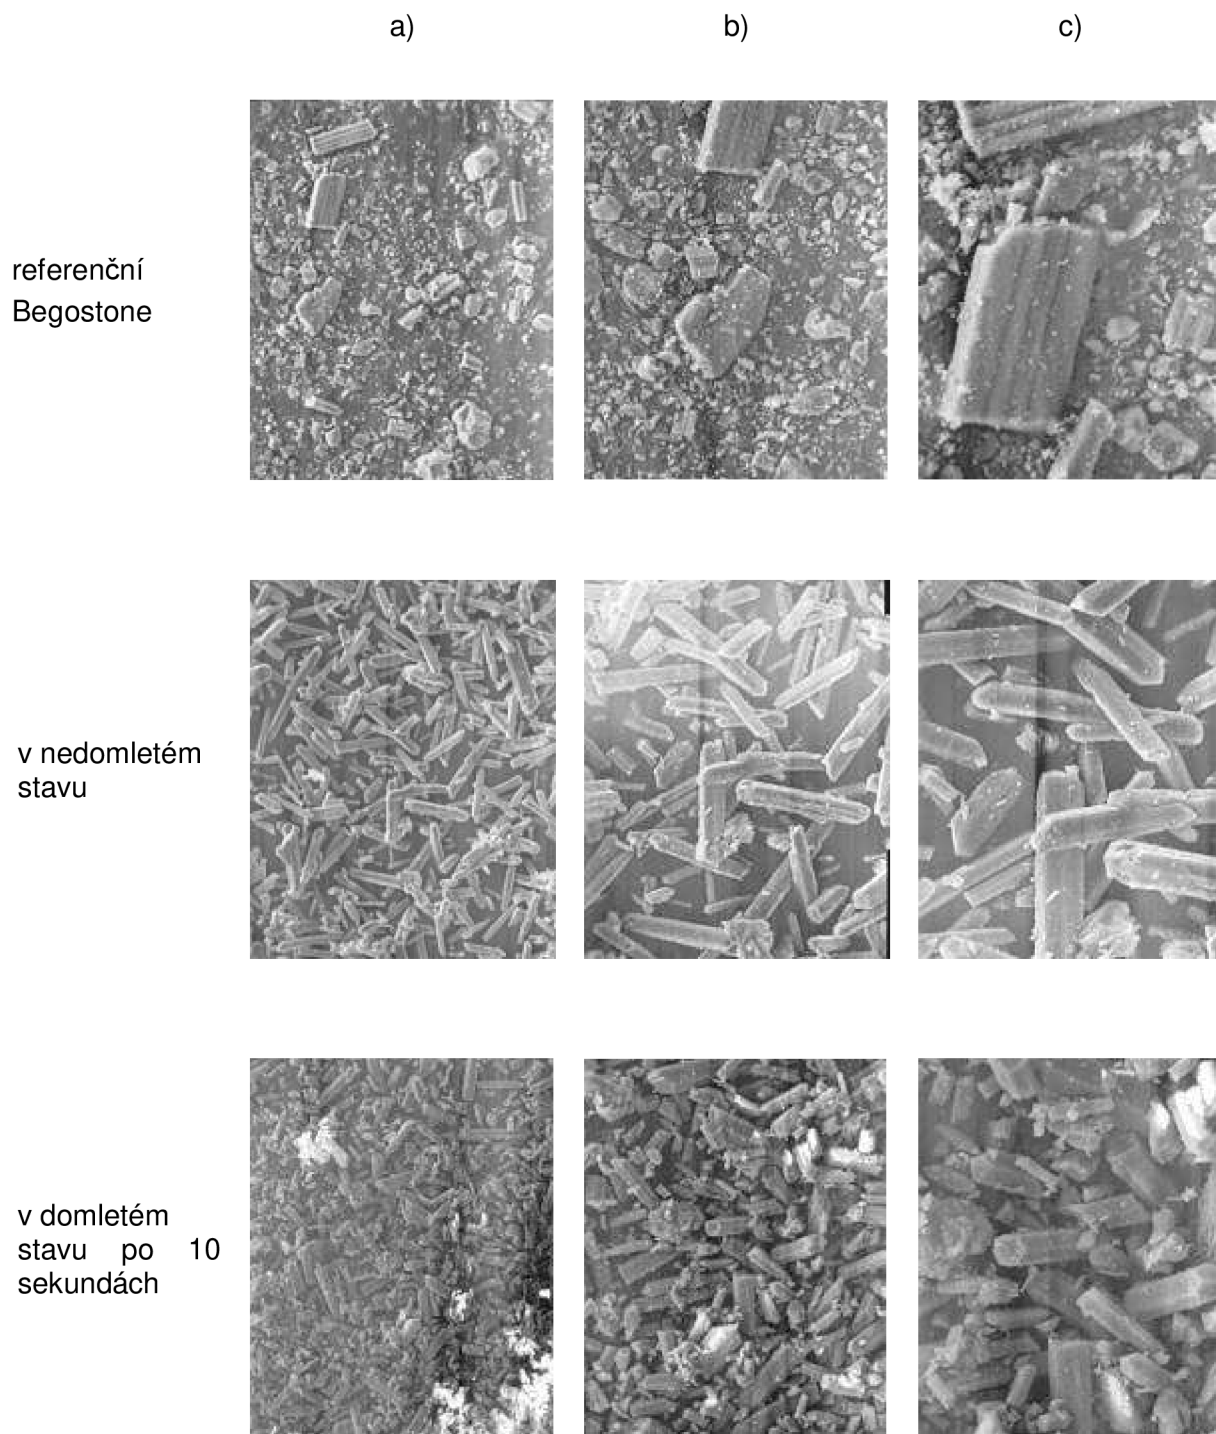 a) b) c)
referenční
Begostone
v nedomletém
stavu
v domletém
stavu po 10
sekundách